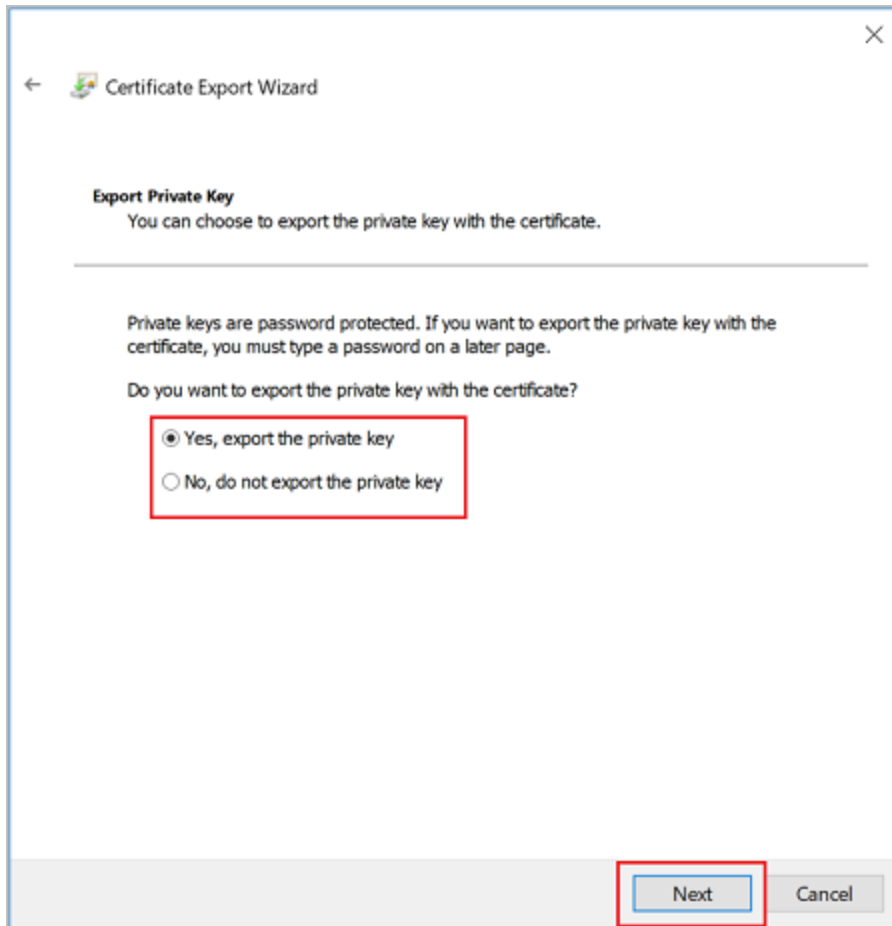 Certificate Export Wizard
Export Private Key
You can choose to export the private key with the certificate.
Private keys are password protected. If you want to export the private key with the
certificate, you must type a password on a later page.
Do you want to export the private key with the certificate?
Yes, export the private key
No, do not export the private key
Next
Cancel